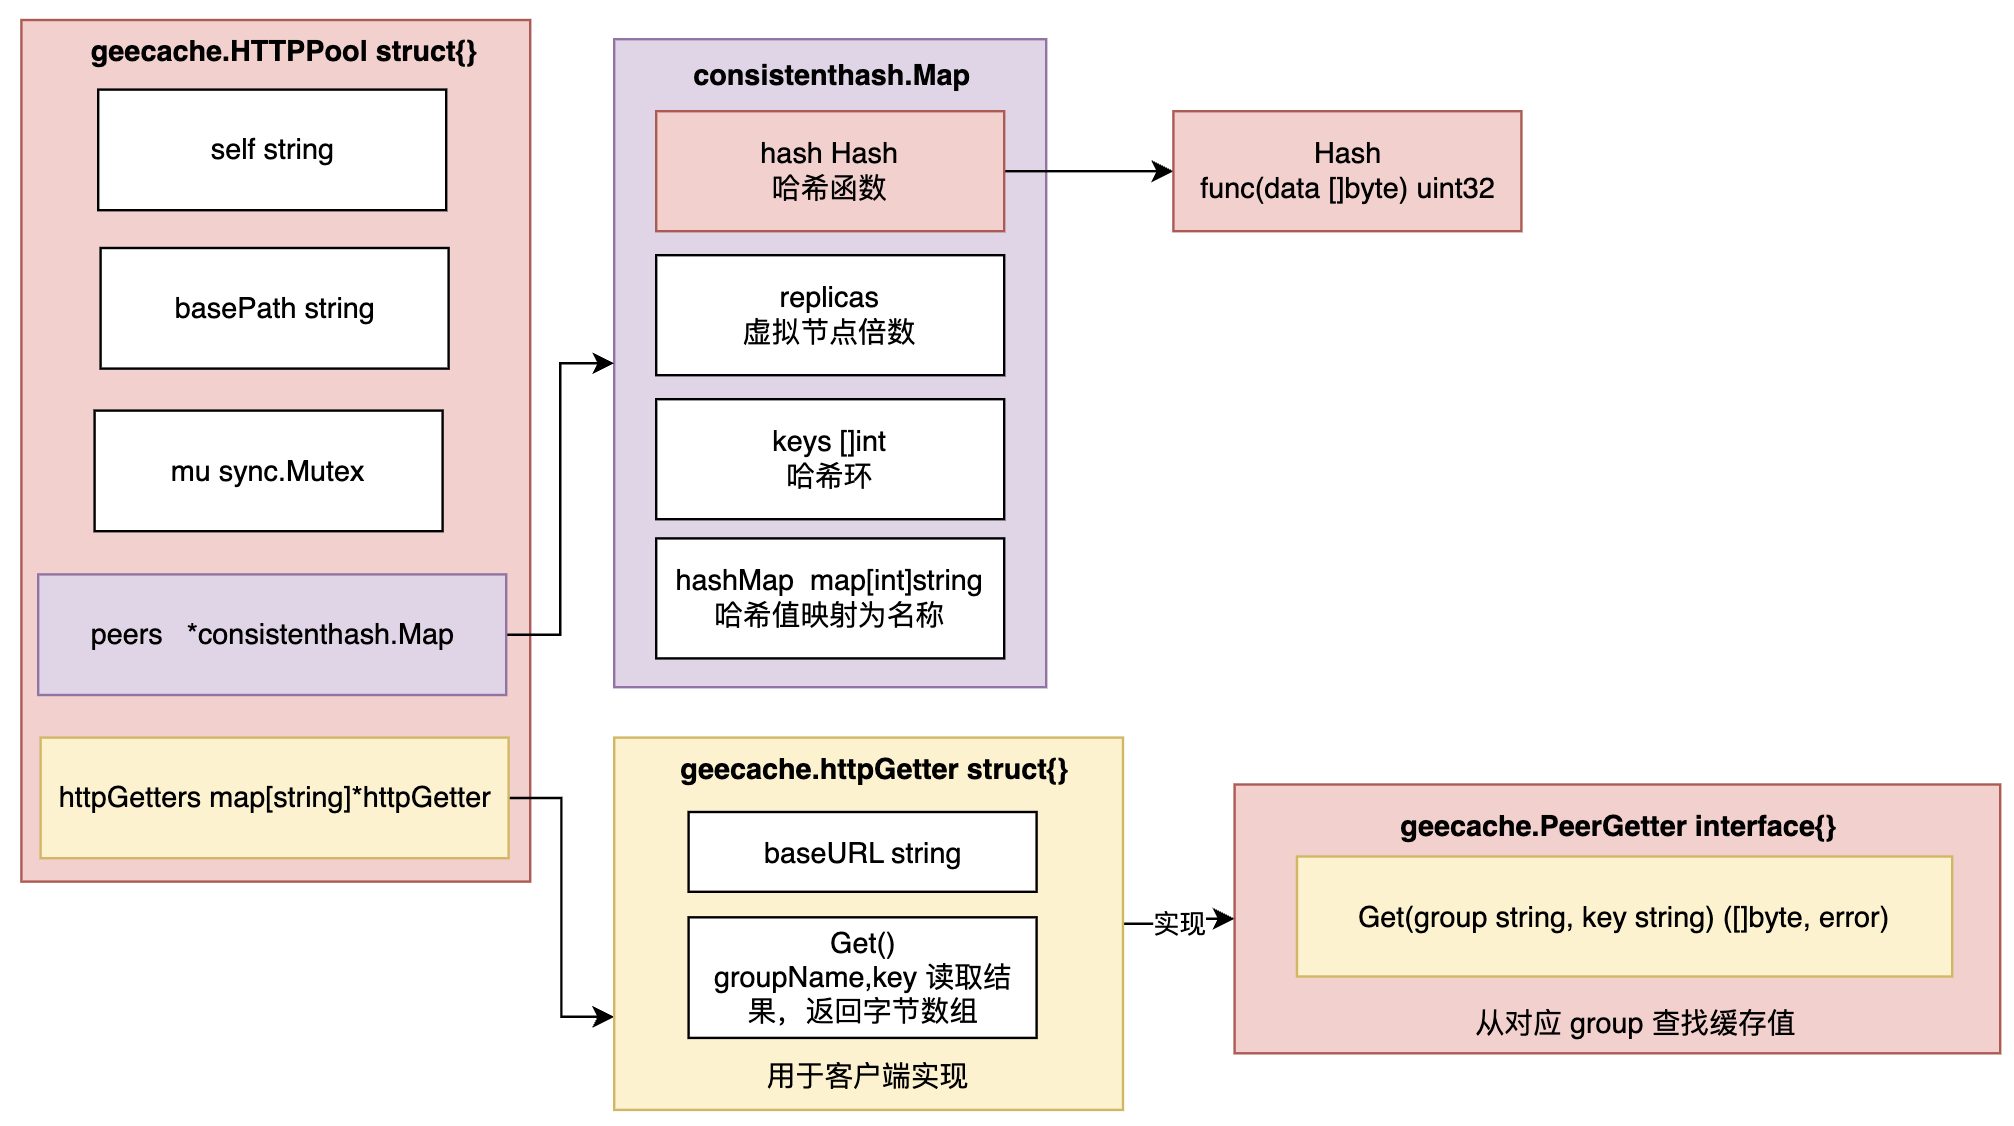 geecache.HTTPPool struct{}
self string
basePath string
mu sync.Mutex
peers   *consistenthash.Map
httpGetters map[string]*httpGetter
consistenthash.Map
hash Hash
哈希函数
replicas
虚拟节点倍数
keys []int
哈希环
hashMap  map[int]string
哈希值映射为名称
Hash
func(data []byte) uint32
geecache.httpGetter struct{}
baseURL string
Get()
groupName,key 读取结
果，返回字节数组
用于客户端实现
实现
geecache.PeerGetter interface{}
Get(group string, key string) ([]byte, error)
从对应 group 查找缓存值